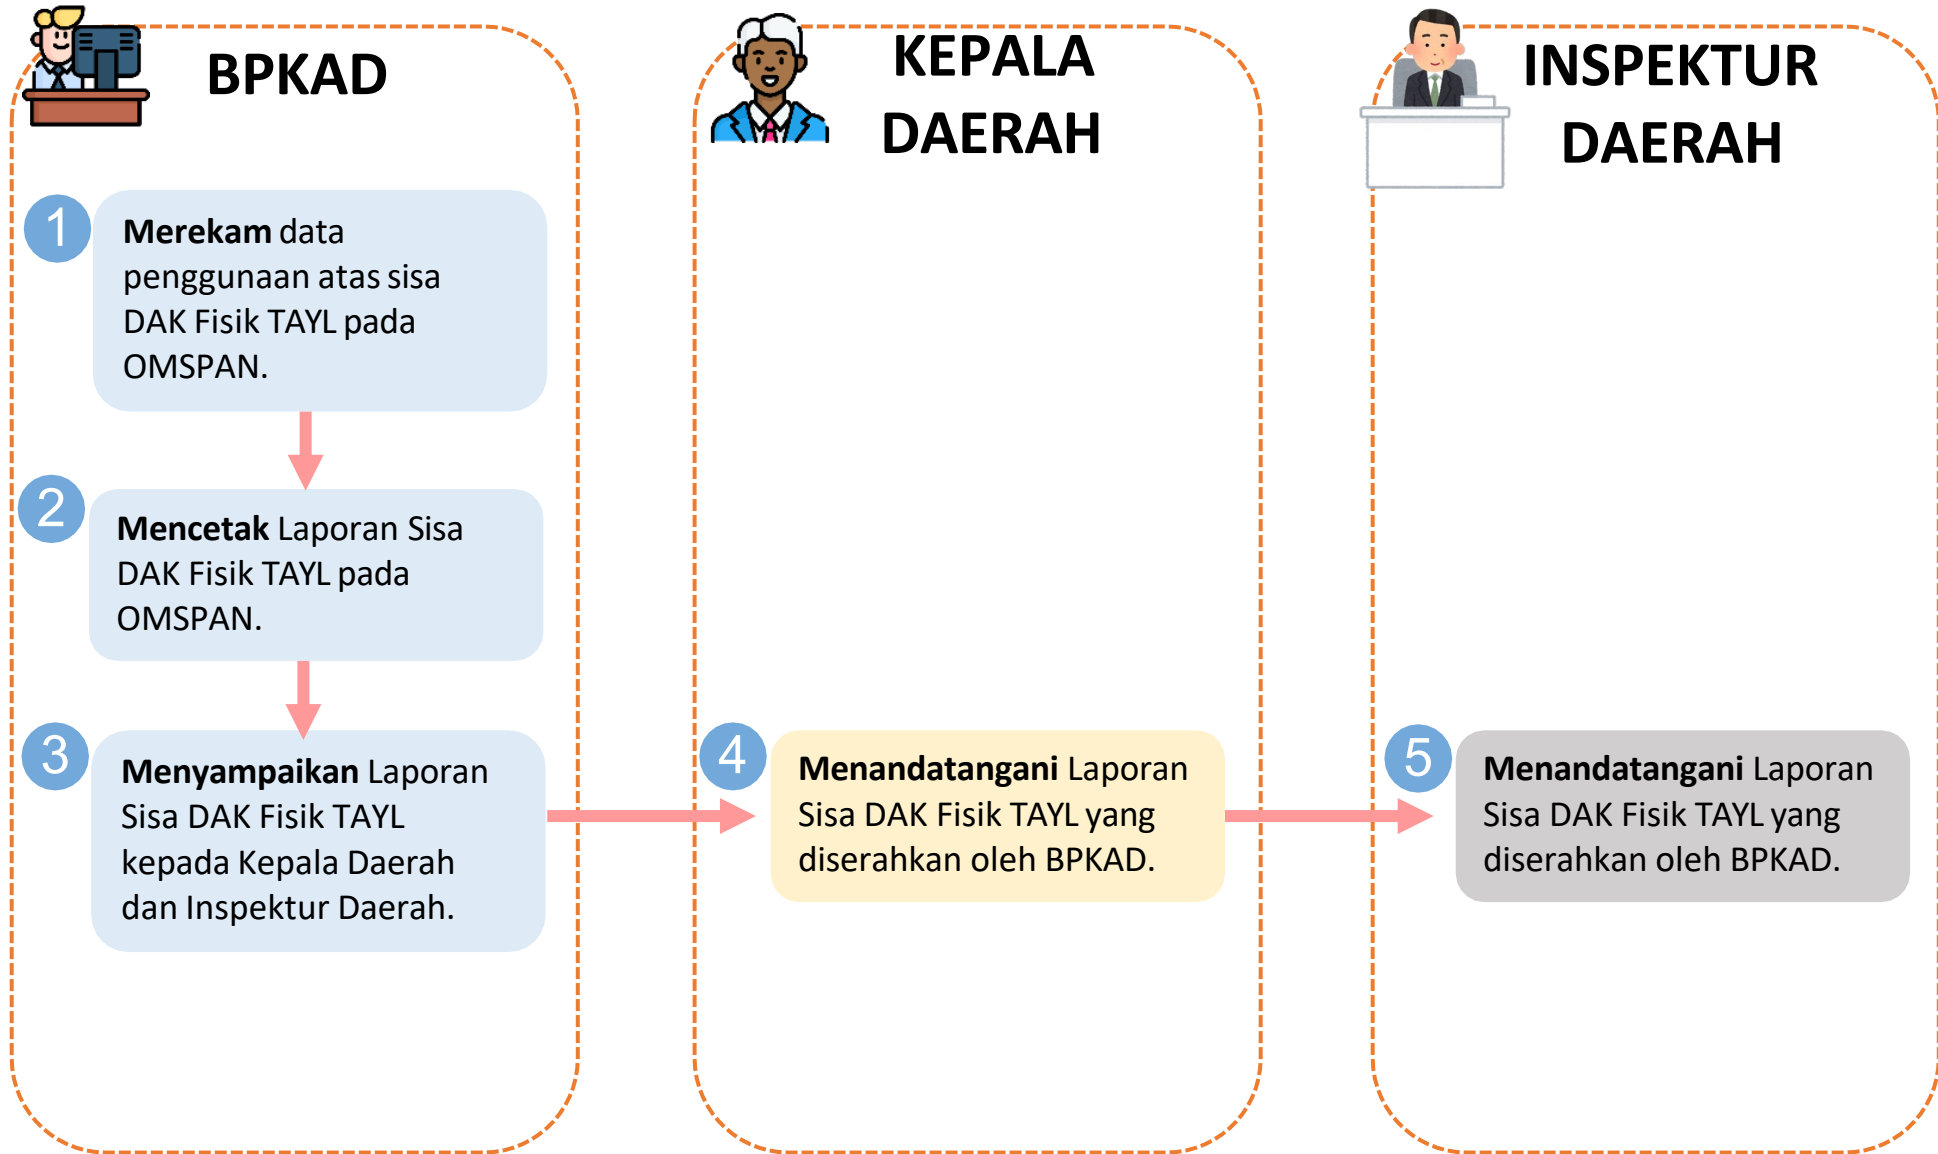 BPKAD
1
Merekam data
penggunaan atas sisa
DAK Fisik TAYL pada
OMSPAN.
2
Mencetak Laporan Sisa
DAK Fisik TAYL pada
OMSPAN.
3
Menyampaikan Laporan
Sisa DAK Fisik TAYL
kepada Kepala Daerah
dan Inspektur Daerah.
KEPALA
DAERAH
4
Menandatangani Laporan
Sisa DAK Fisik TAYL yang
diserahkan oleh BPKAD.
INSPEKTUR
DAERAH
5
Menandatangani Laporan
Sisa DAK Fisik TAYL yang
diserahkan oleh BPKAD.